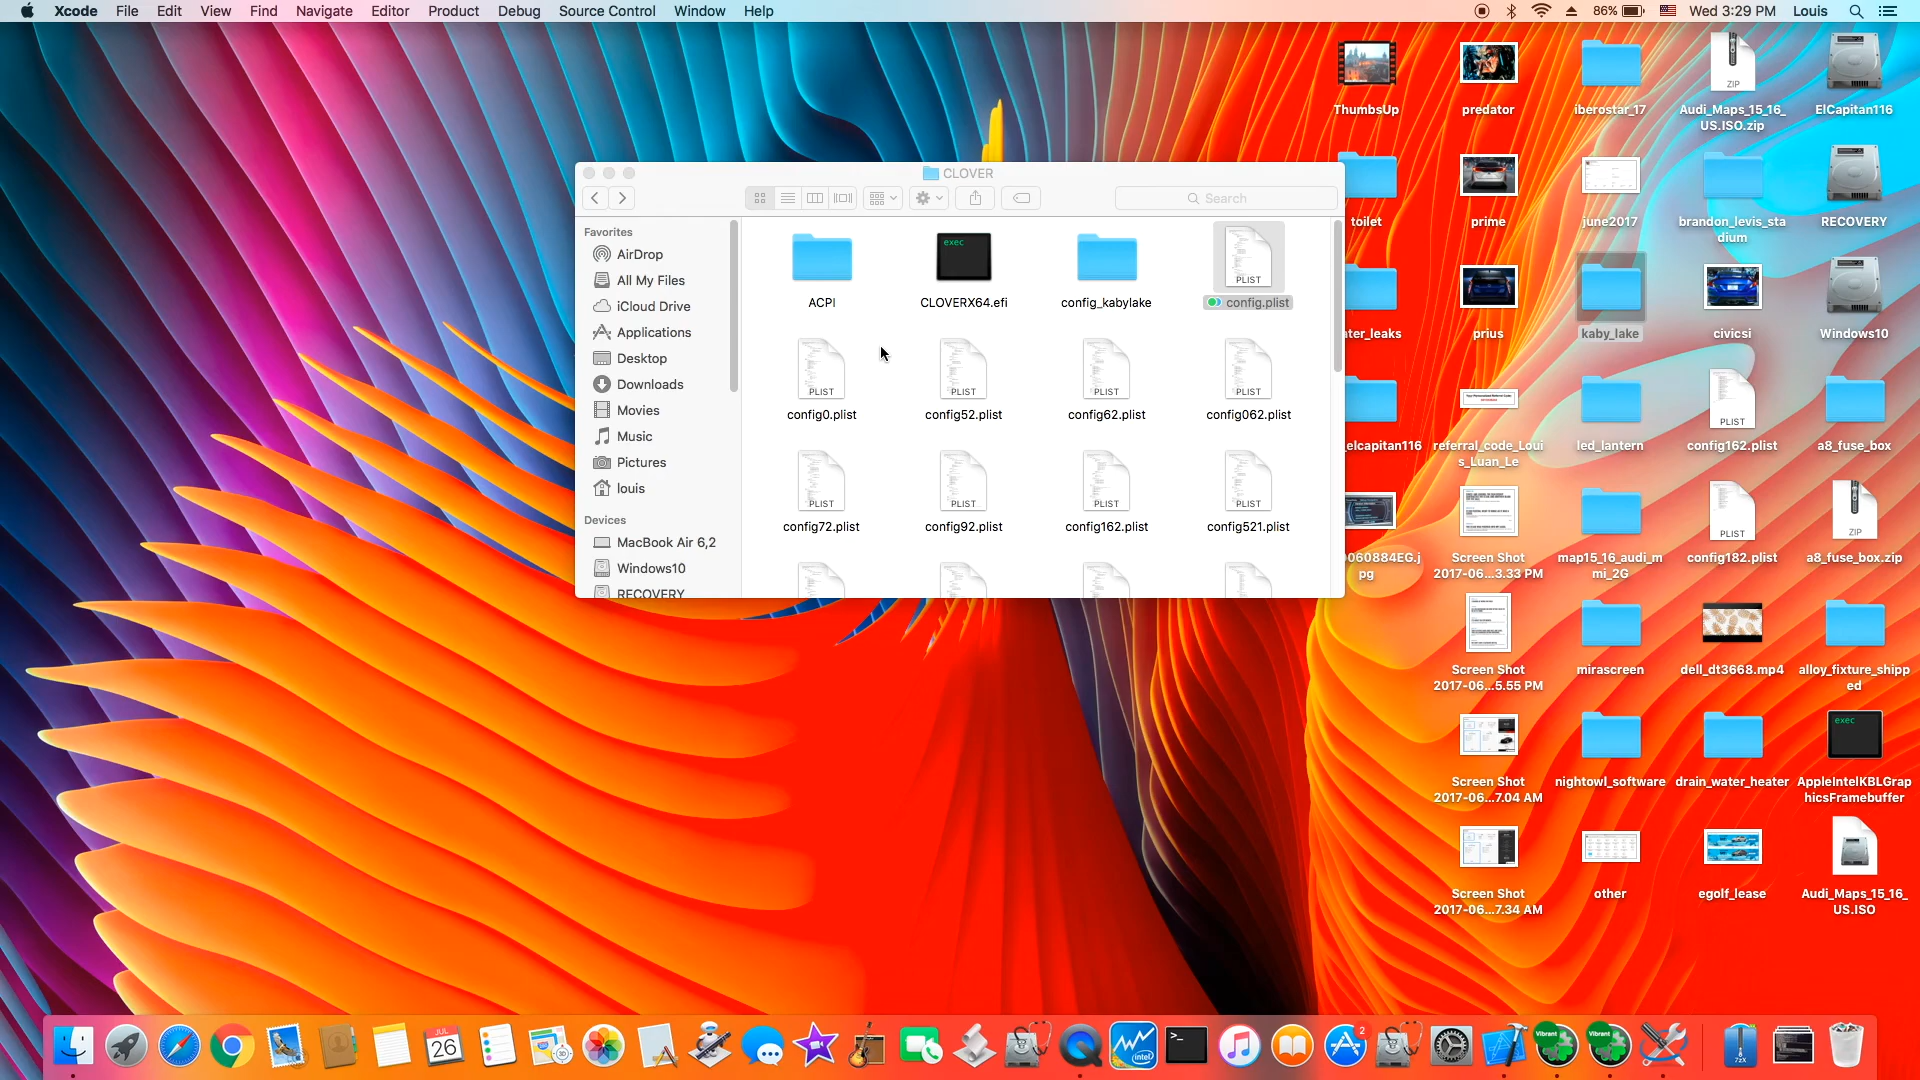 Xcode File Edit View Find Navigate Editor Product Debug Source Control Window Help
86% Wed 3:29 PM Louis
CLOVER
Search
Favorites
AirDrop
All My Files
iCloud Drive
Applications
Desktop
Downloads
Movies
Music
Pictures
louis
Devices
MacBook Air 6,2
Windows10
RECOVERY
exec
PLIST
ACPI CLOVERX64.efi config_kabylake config.plist
PLIST PLIST PLIST PLIST
config0.plist config52.plist config62.plist config062.plist
PLIST PLIST PLIST PLIST
config72.plist config92.plist config162.plist config521.plist
ZIP
ThumbsUp predator iberostar_17 Audi_Maps_15_16_ ElCapitan116
US.ISO.zip
toilet prime june2017 brandon_levis_sta RECOVERY
dium
ter_leaks prius kaby_lake civicsi Windows10
PLIST
elcapitan116 referral_code_Loui led_lantern config162.plist a8_fuse_box
s_Luan_Le
PLIST ZIP
060884EG.j Screen Shot map15_16_audi_m config182.plist a8_fuse_box.zip
pg 2017-06...3.33 PM mi_2G
Screen Shot mirascreen dell_dt3668.mp4 alloy_fixture_shipp
2017-06...5.55 PM ed
exec
Screen Shot nightowl_software drain_water_heater AppleIntelKBLGrap
2017-06...7.04 AM hicsFramebuffer
Screen Shot other egolf_lease Audi_Maps_15_16_
2017-06...7.34 AM US.ISO
JUL
26
2
intel
Vibrant
Vibrant
7zX